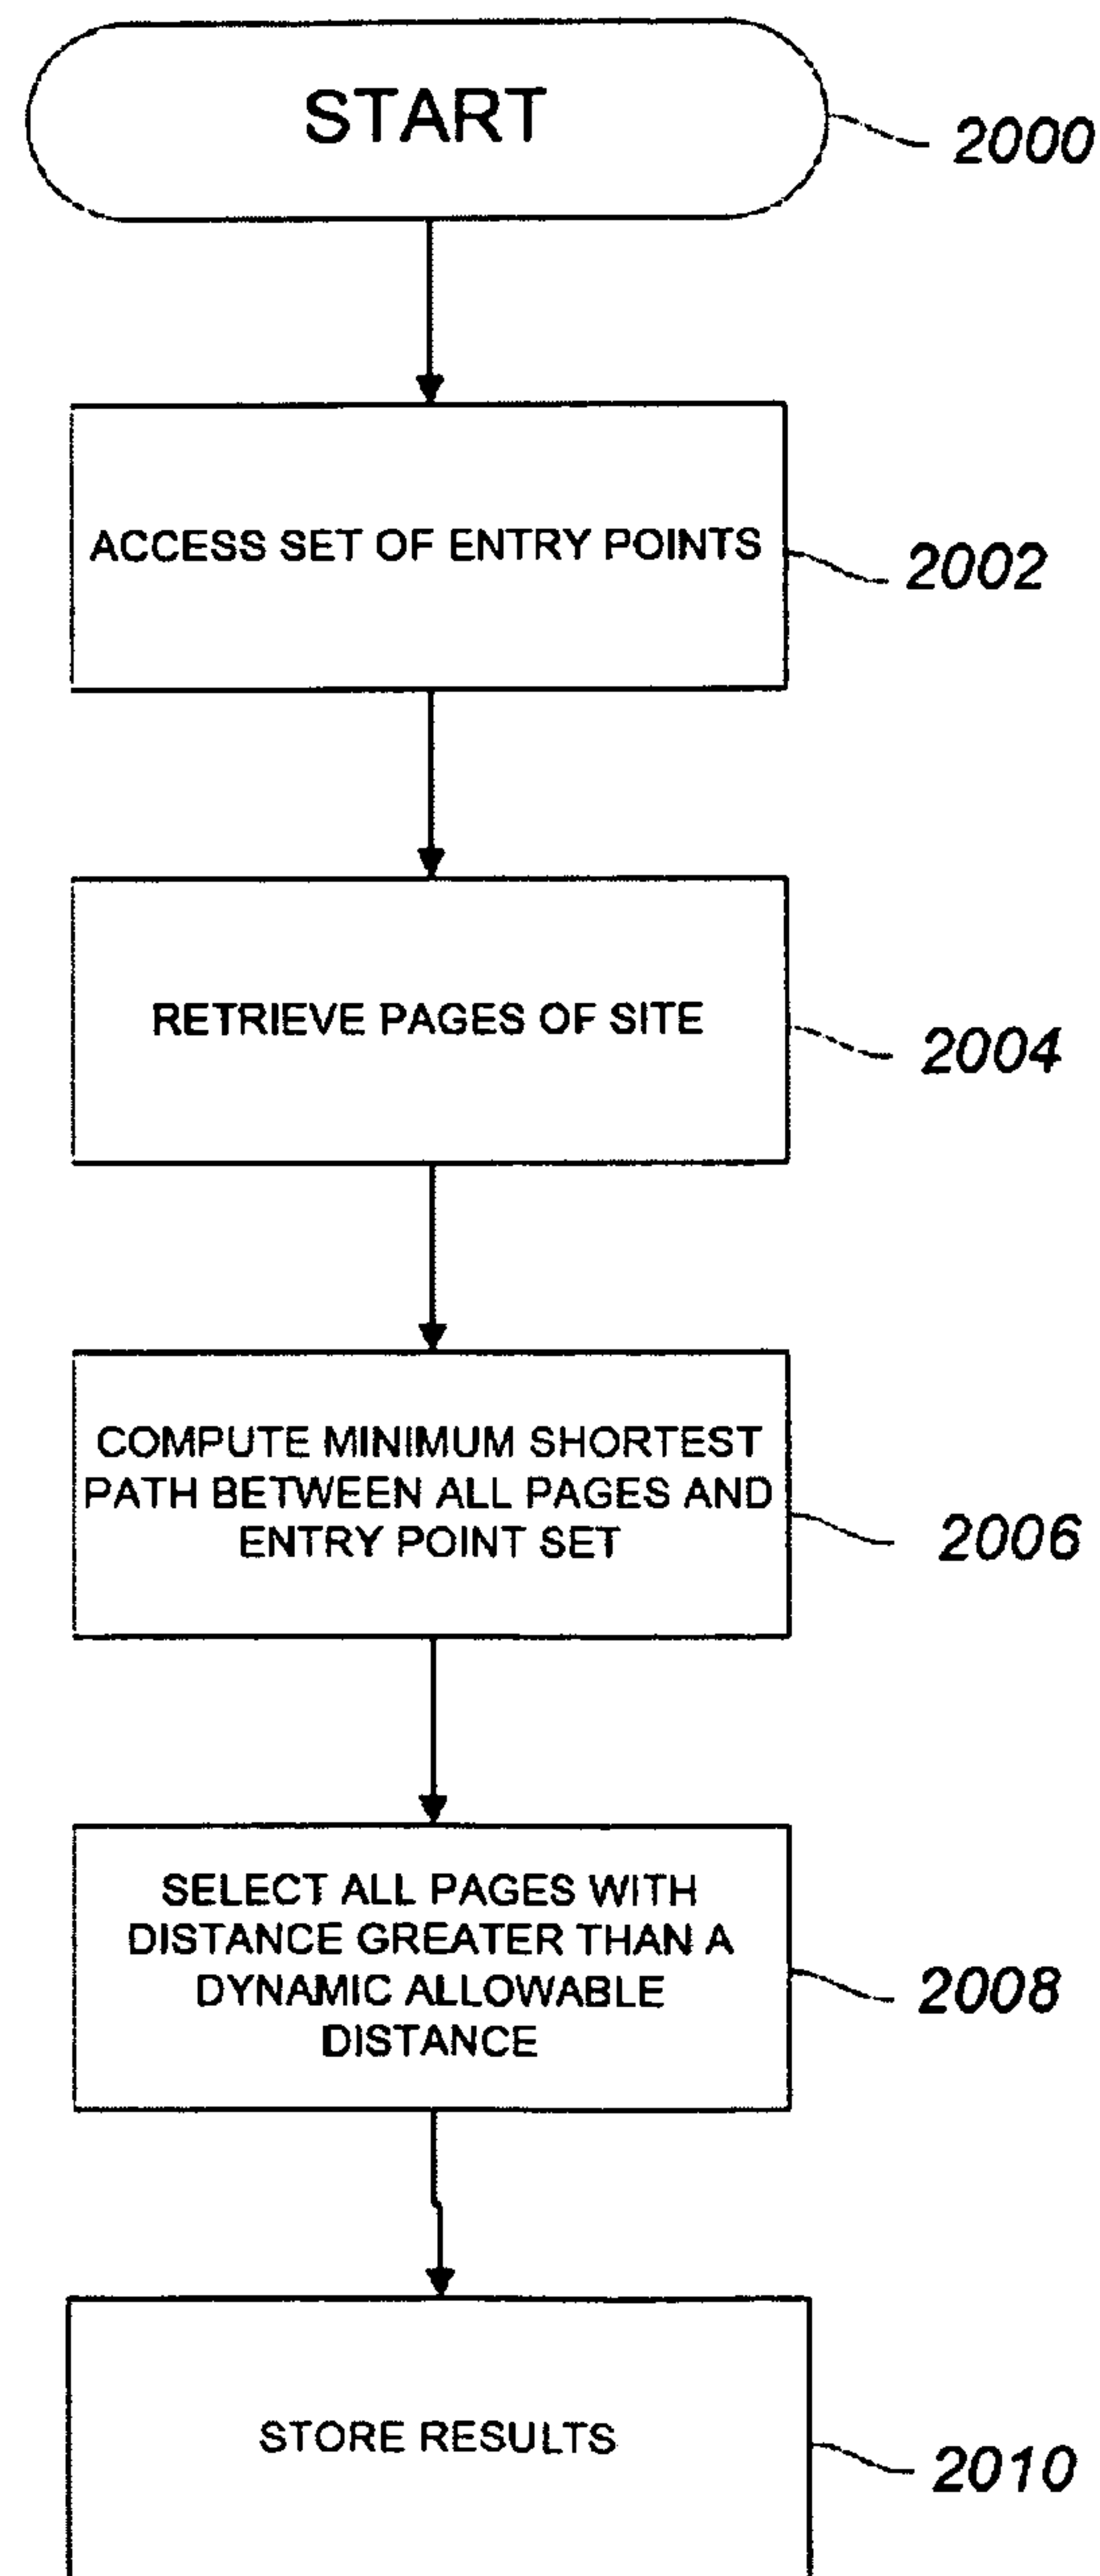 START
2000
ACCESS SET OF ENTRY POINTS
2002
RETRIEVE PAGES OF SITE
2004
COMPUTE MINIMUM SHORTEST
PATH BETWEEN ALL PAGES AND
ENTRY POINT SET
2006
SELECT ALL PAGES WITH
DISTANCE GREATER THAN A
DYNAMIC ALLOWABLE
DISTANCE
2008
STORE RESULTS
2010